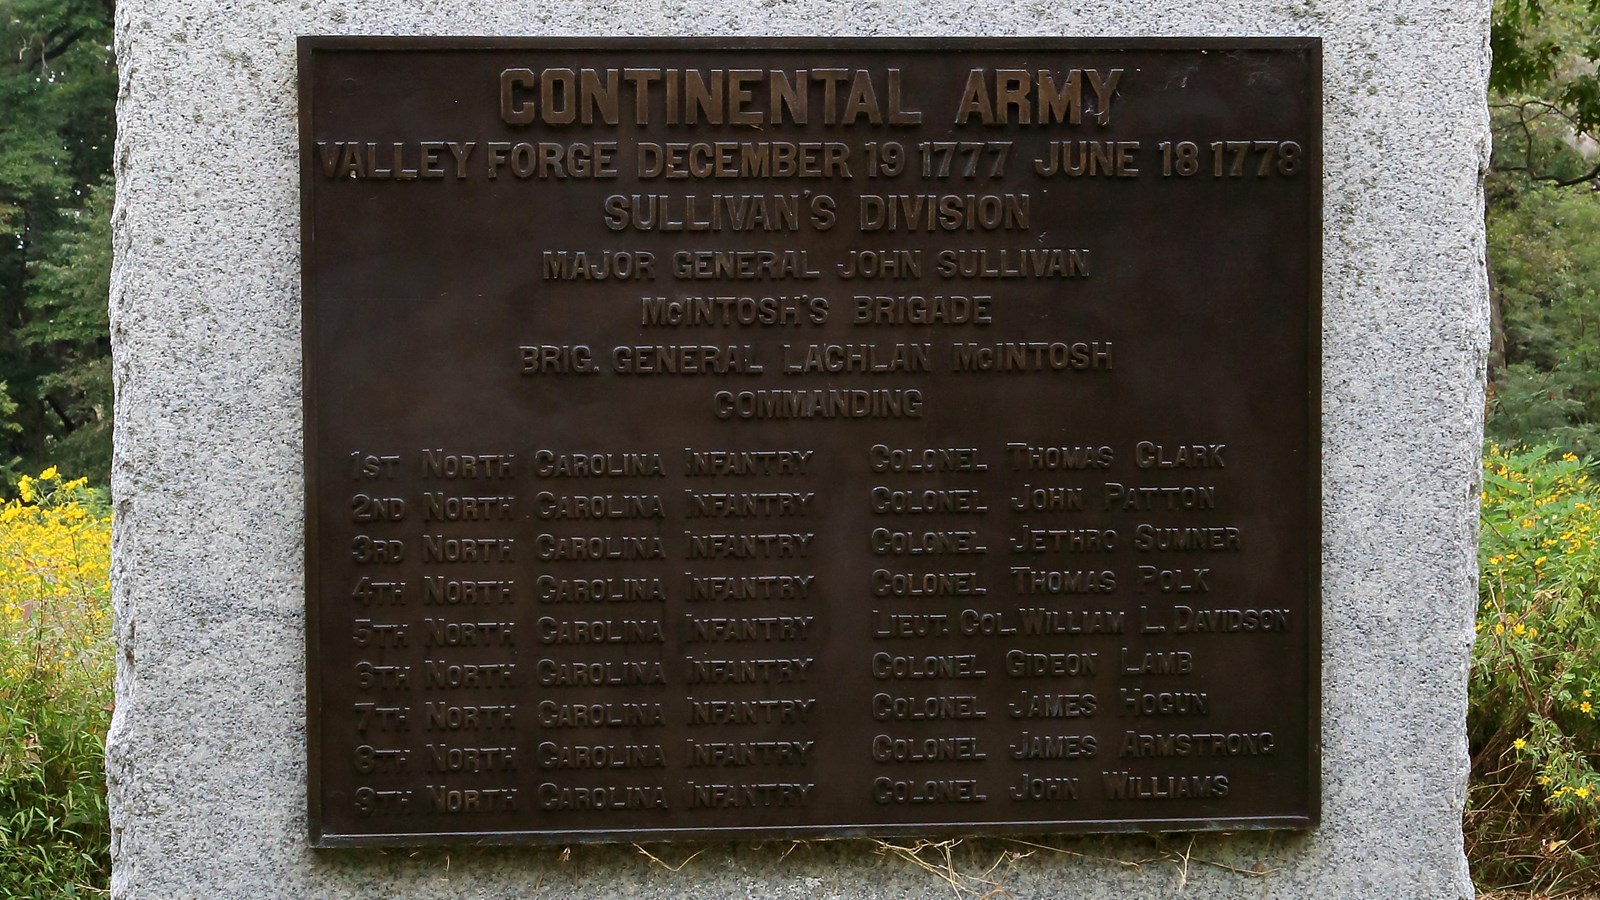 CONTINENTAL ARMY
VALLEY FORGE DECEMBER 19 1777 JUNE 18 1778
SULLIVAN'S DIVISION
MAJOR GENERAL JOHN SULLIVAN
McINTOSH'S BRIGADE
BRIG. GENERAL LACHLAN McINTOSH
COMMANDING
1ST NORTH CAROLINA INFANTRY COLONEL THOMAS CLARK
2ND NORTH CAROLINA INFANTRY COLONEL JOHN PATTON
3RD NORTH CAROLINA INFANTRY COLONEL JETHRO SUMNER
4TH NORTH CAROLINA INFANTRY COLONEL THOMAS POLK
5TH NORTH CAROLINA INFANTRY LIEUT. COL. WILLIAM L. DAVIDSON
6TH NORTH CAROLINA INFANTRY COLONEL GIDEON LAMB
7TH NORTH CAROLINA INFANTRY COLONEL JAMES HOGUN
8TH NORTH CAROLINA INFANTRY COLONEL JAMES ARMSTRONG
9TH NORTH CAROLINA INFANTRY COLONEL JOHN WILLIAMS